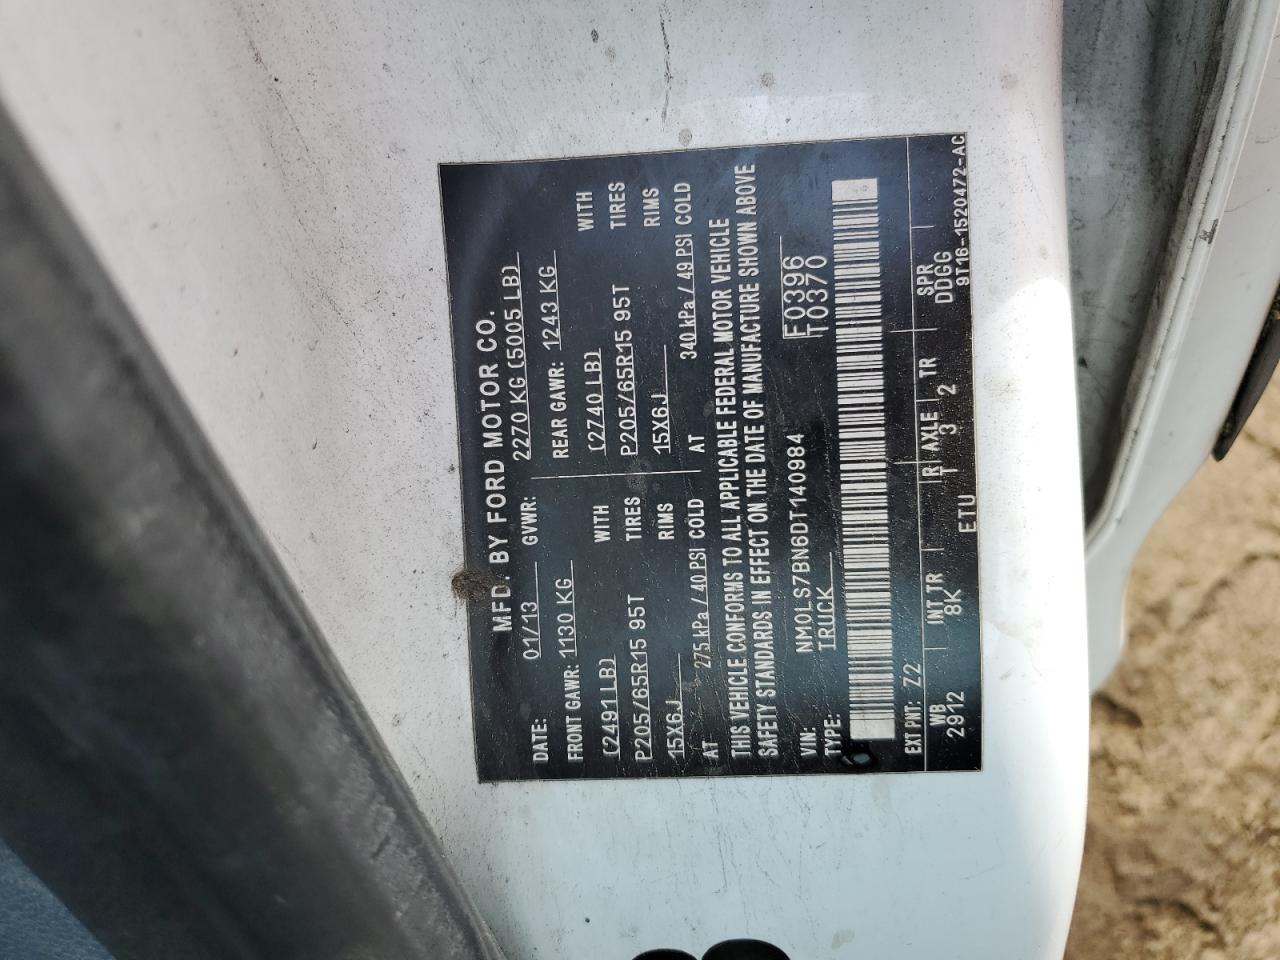 MFD. BY FORD MOTOR CO.
DATE: 01/13 GVWR: 2270 KG (5005 LB)
FRONT GAWR: 1130 KG REAR GAWR: 1243 KG
(2491LB) WITH (2740LB) WITH
P205/65R15 95T TIRES P205/65R15 95T TIRES
15X6J RIMS 15X6J RIMS
AT 275 kPa / 40 PSI COLD AT 340 kPa / 49 PSI COLD
THIS VEHICLE CONFORMS TO ALL APPLICABLE FEDERAL MOTOR VEHICLE
SAFETY STANDARDS IN EFFECT ON THE DATE OF MANUFACTURE SHOWN ABOVE
VIN: NM0LS7BN6DT140984 F0396
TYPE: TRUCK T0370
EXT PNT: Z2
WB INT TR R AXLE TR SPR
2912 8K 1 3 2 DDGG
ETU 9T16-1520472-AC